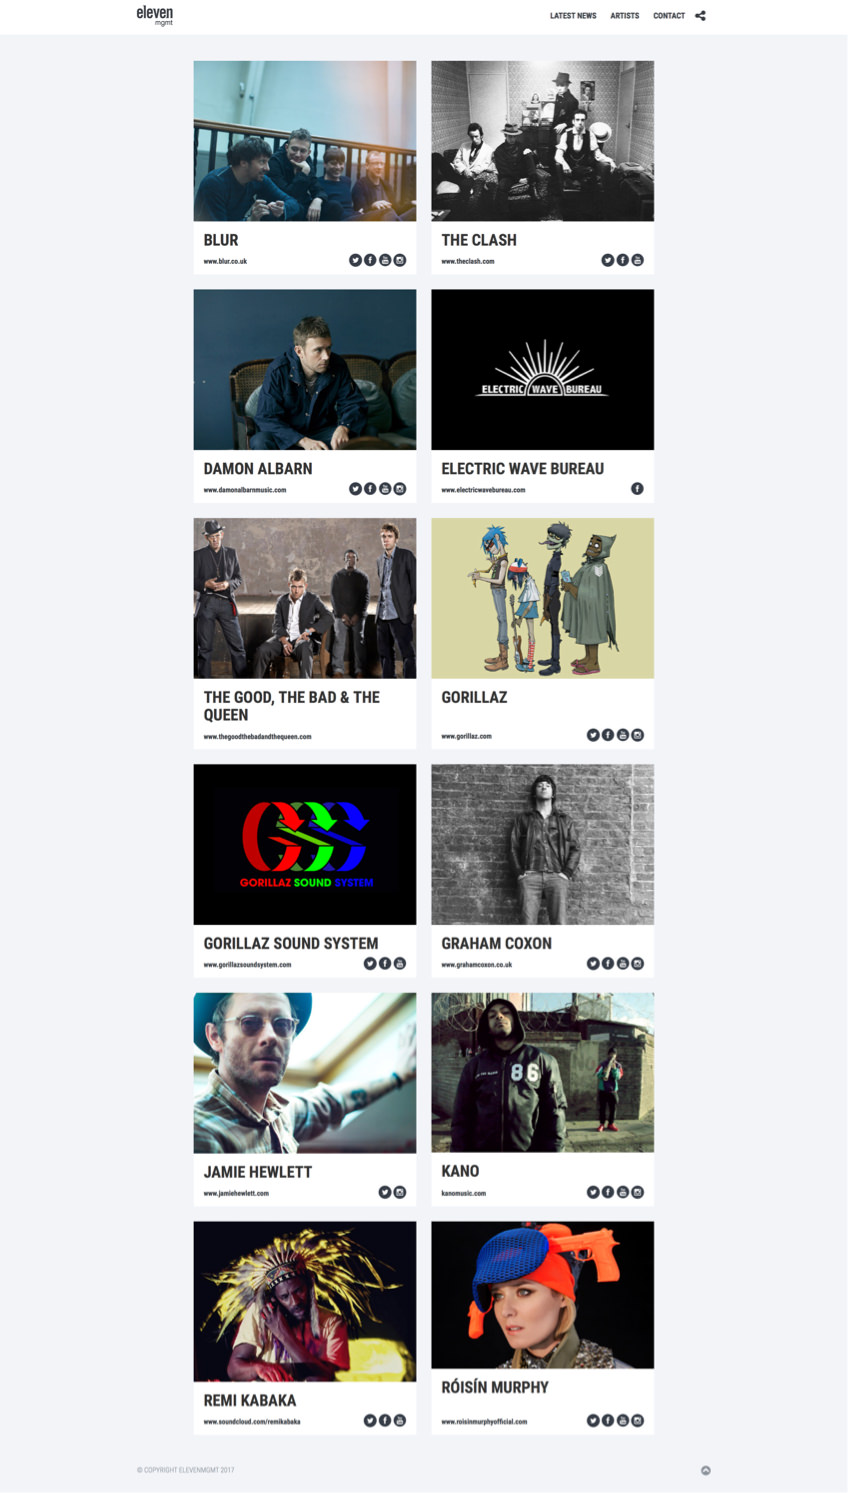 eleven
mgmt
LATEST NEWS ARTISTS CONTACT
BLUR
www.blur.co.uk
THE CLASH
www.theclash.com
DAMON ALBARN
www.damonalbarnmusic.com
ELECTRIC WAVE BUREAU
ELECTRIC WAVE BUREAU
www.electricwavebureau.com
THE GOOD, THE BAD & THE
QUEEN
www.thegoodthebadandthequeen.com
GORILLAZ
www.gorillaz.com
GSS
GORILLAZ SOUND SYSTEM
GORILLAZ SOUND SYSTEM
www.gorillazsoundsystem.com
GRAHAM COXON
www.grahamcoxon.co.uk
JAMIE HEWLETT
www.jamiehewlett.com
86
KANO
kanomusic.com
REMI KABAKA
www.soundcloud.com/remikabaka
RÓISÍN MURPHY
www.roisinmurphyofficial.com
© COPYRIGHT ELEVENMGMT 2017